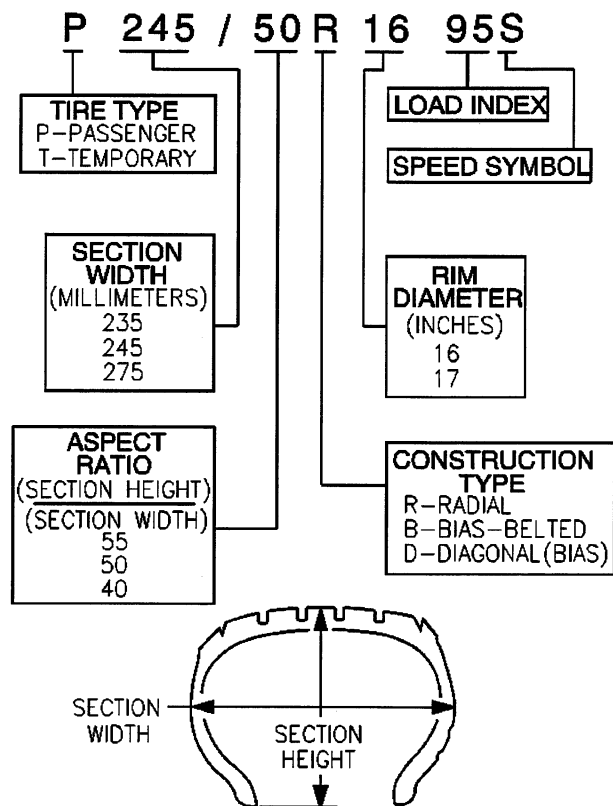 P 245 / 50 R 16 95S
TIRE TYPE
P-PASSENGER
T-TEMPORARY
LOAD INDEX
SPEED SYMBOL
SECTION
WIDTH
(MILLIMETERS)
235
245
275
RIM
DIAMETER
(INCHES)
16
17
ASPECT
RATIO
(SECTION HEIGHT)
(SECTION WIDTH)
55
50
40
CONSTRUCTION
TYPE
R-RADIAL
B-BIAS-BELTED
D-DIAGONAL(BIAS)
SECTION
WIDTH
SECTION
HEIGHT